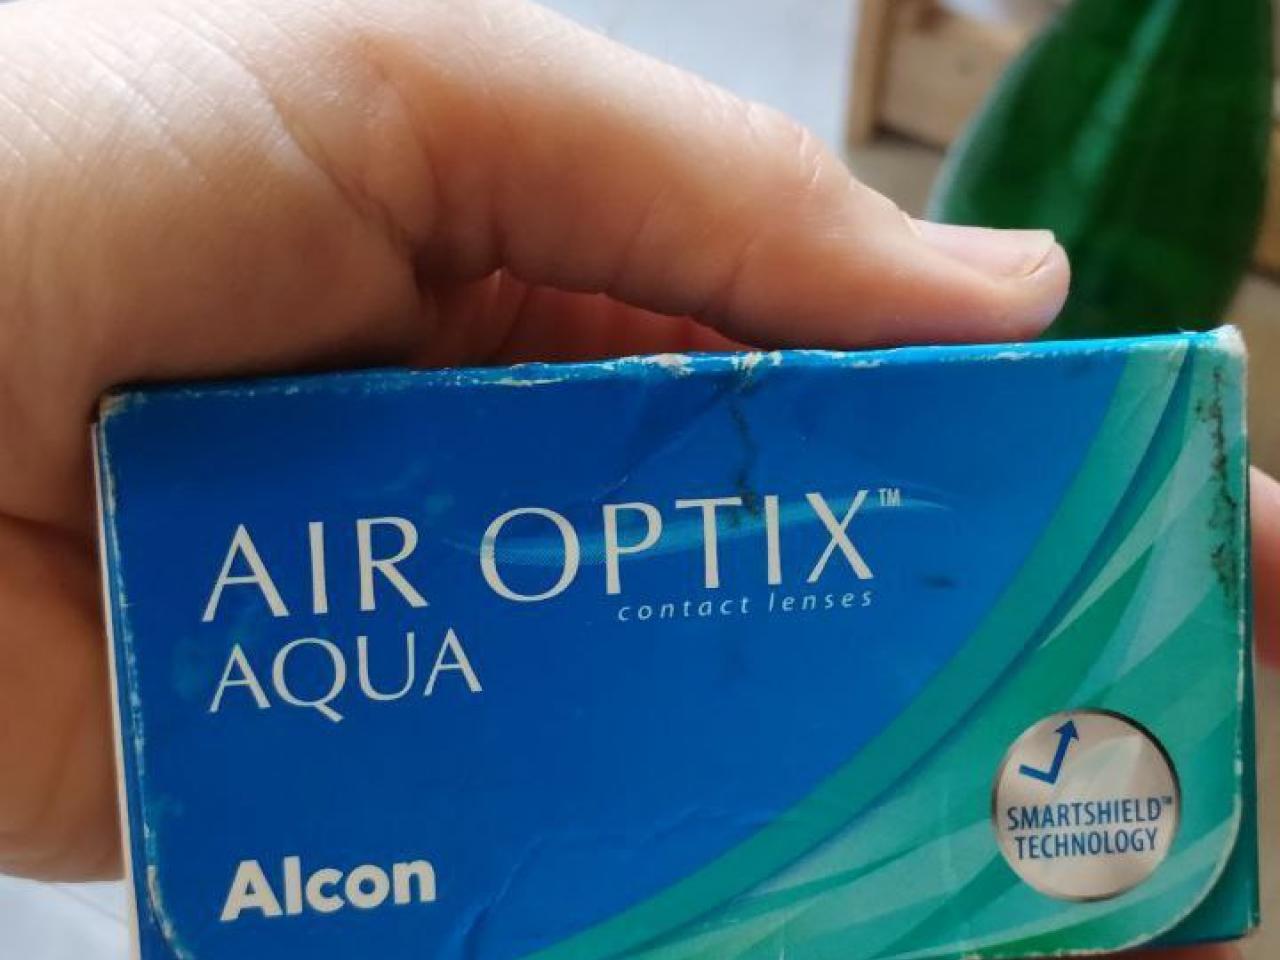 AIR OPTIX™
contact lenses
AQUA
Alcon
SMARTSHIELD™
TECHNOLOGY